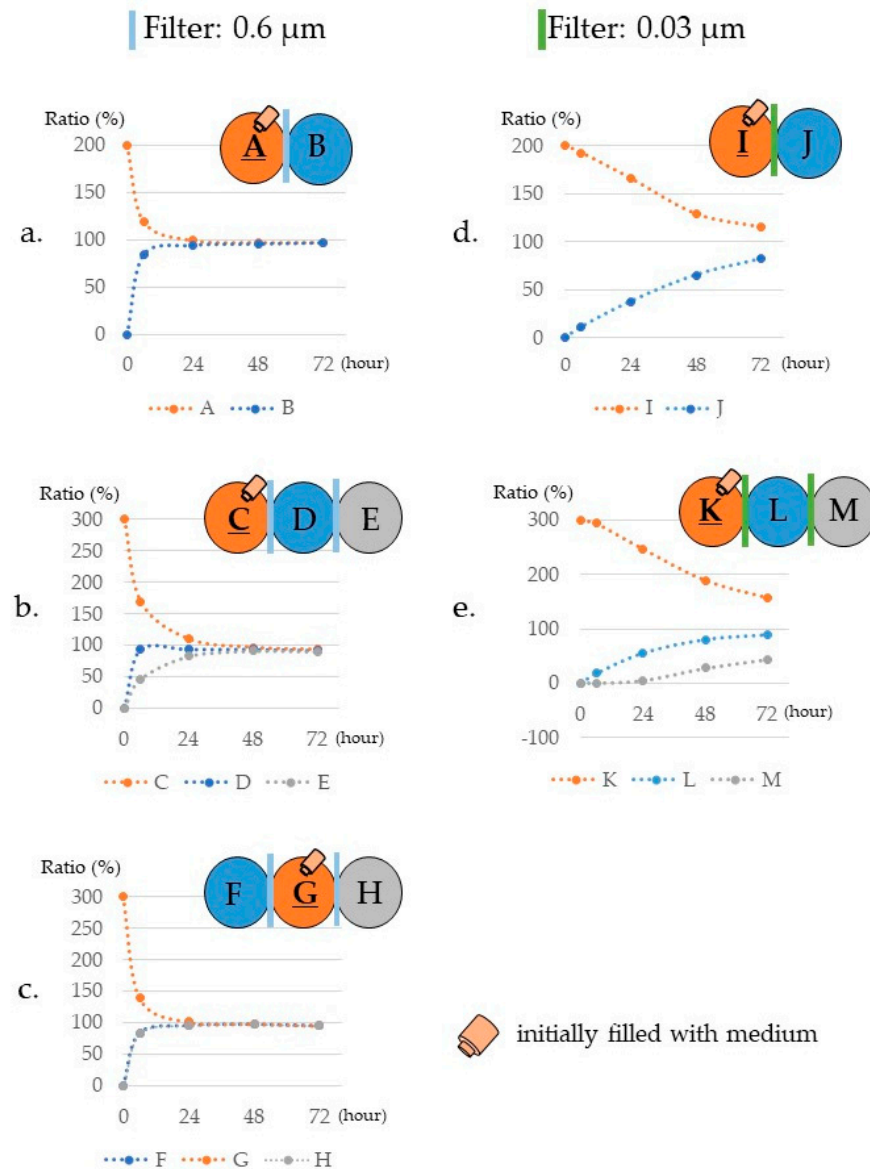 Filter: 0.6 µm
Filter: 0.03 µm
a.
Ratio (%)
200
150
100
50
0
0 24 48 72 (hour)
A B
A B
d.
Ratio (%)
200
150
100
50
0
0 24 48 72 (hour)
I J
I J
b.
Ratio (%)
300
250
200
150
100
50
0
0 24 48 72 (hour)
C D E
C D E
e.
Ratio (%)
300
200
100
0
-100
0 24 48 72 (hour)
K L M
K L M
c.
Ratio (%)
300
250
200
150
100
50
0
0 24 48 72 (hour)
F G H
F G H
initially filled with medium